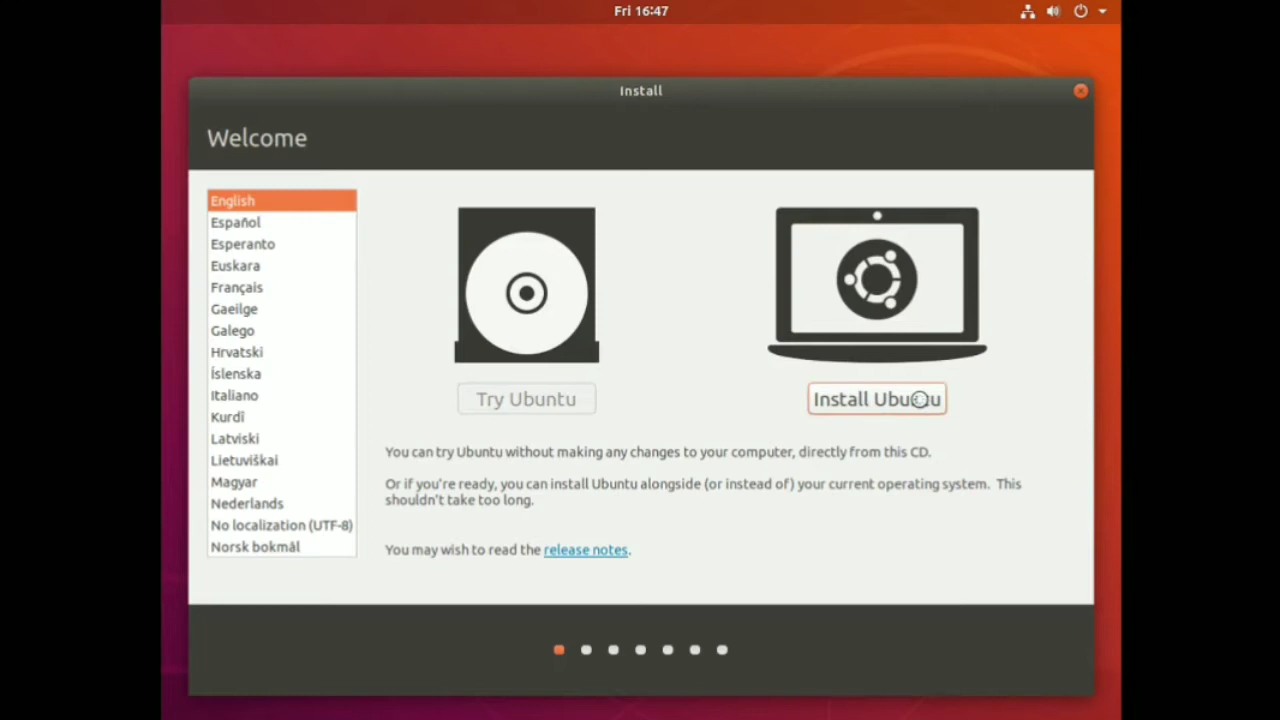 Fri 16:47
Install
Welcome
English
Español
Esperanto
Euskara
Français
Gaeilge
Galego
Hrvatski
Íslenska
Italiano
Kurdî
Latviski
Lietuviškai
Magyar
Nederlands
No localization (UTF-8)
Norsk bokmål
Try Ubuntu
Install Ubuntu
You can try Ubuntu without making any changes to your computer, directly from this CD.
Or if you're ready, you can install Ubuntu alongside (or instead of) your current operating system. This
shouldn't take too long.
You may wish to read the release notes.